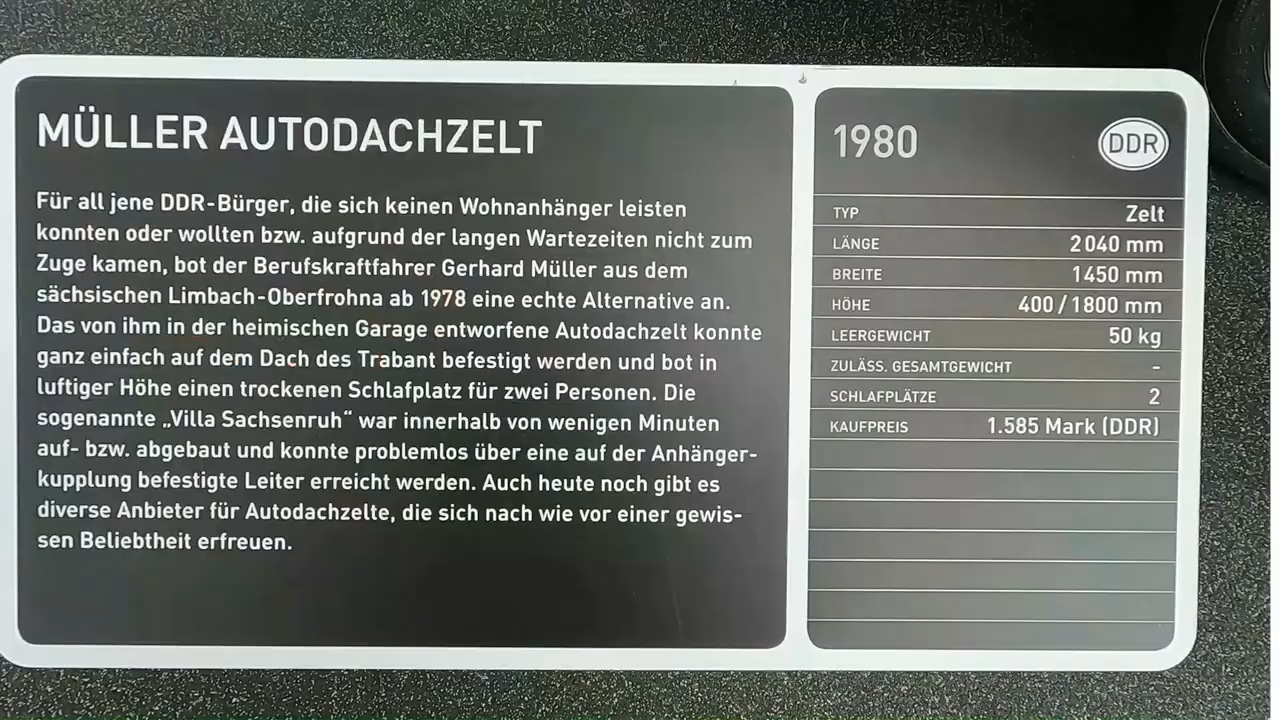 MÜLLER AUTODACHZELT
Für all jene DDR-Bürger, die sich keinen Wohnanhänger leisten
konnten oder wollten bzw. aufgrund der langen Wartezeiten nicht zum
Zuge kamen, bot der Berufskraftfahrer Gerhard Müller aus dem
sächsischen Limbach-Oberfrohna ab 1978 eine echte Alternative an.
Das von ihm in der heimischen Garage entworfene Autodachzelt konnte
ganz einfach auf dem Dach des Trabant befestigt werden und bot in
luftiger Höhe einen trockenen Schlafplatz für zwei Personen. Die
sogenannte „Villa Sachsenruh“ war innerhalb von wenigen Minuten
auf- bzw. abgebaut und konnte problemlos über eine auf der Anhänger-
kupplung befestigte Leiter erreicht werden. Auch heute noch gibt es
diverse Anbieter für Autodachzelte, die sich nach wie vor einer gewis-
sen Beliebtheit erfreuen.
1980 DDR
TYP Zelt
LÄNGE 2040 mm
BREITE 1450 mm
HÖHE 400 / 1800 mm
LEERGEWICHT 50 kg
ZULÄSS. GESAMTGEWICHT -
SCHLAFPLÄTZE 2
KAUFPREIS 1.585 Mark (DDR)